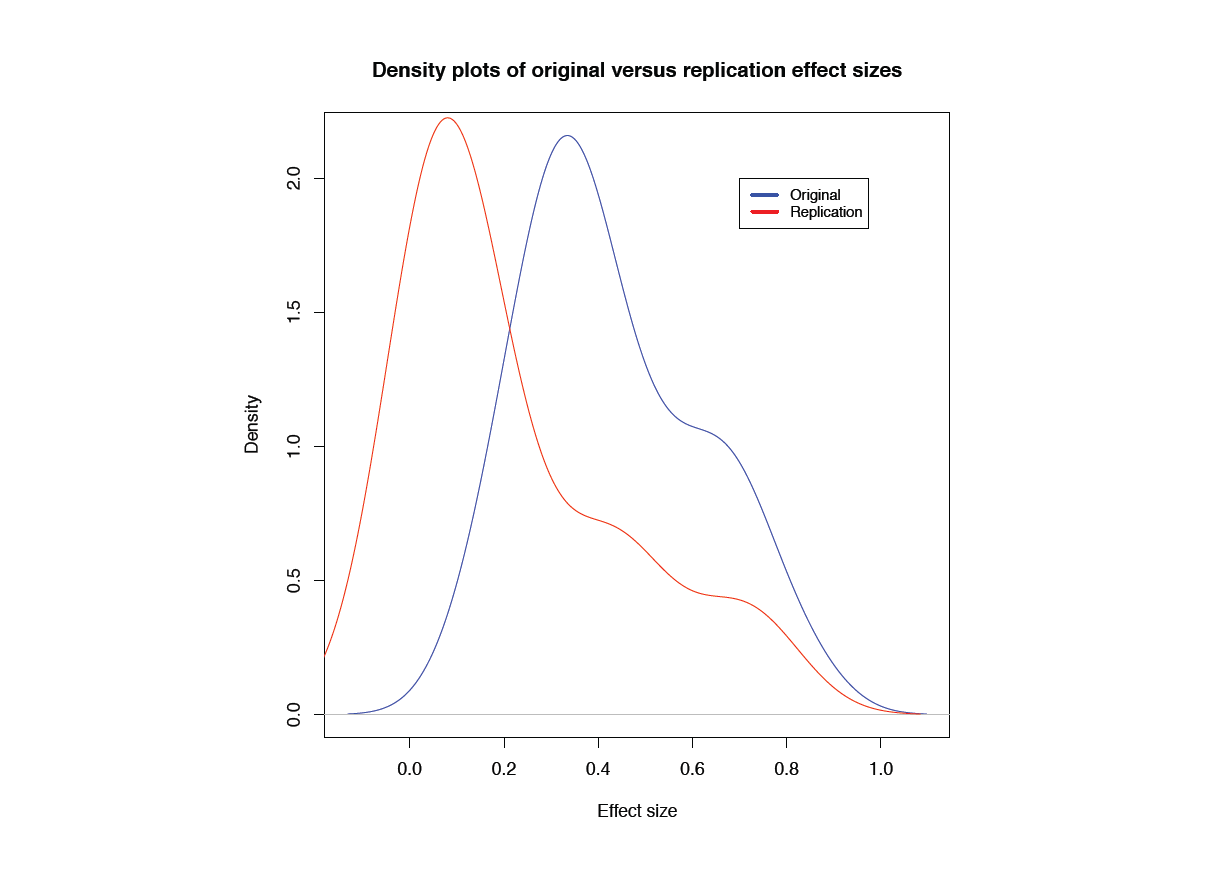 Density plots of original versus replication effect sizes
Original
Replication
2.0
1.5
1.0
0.5
0.0
Density
0.0 0.2 0.4 0.6 0.8 1.0
Effect size